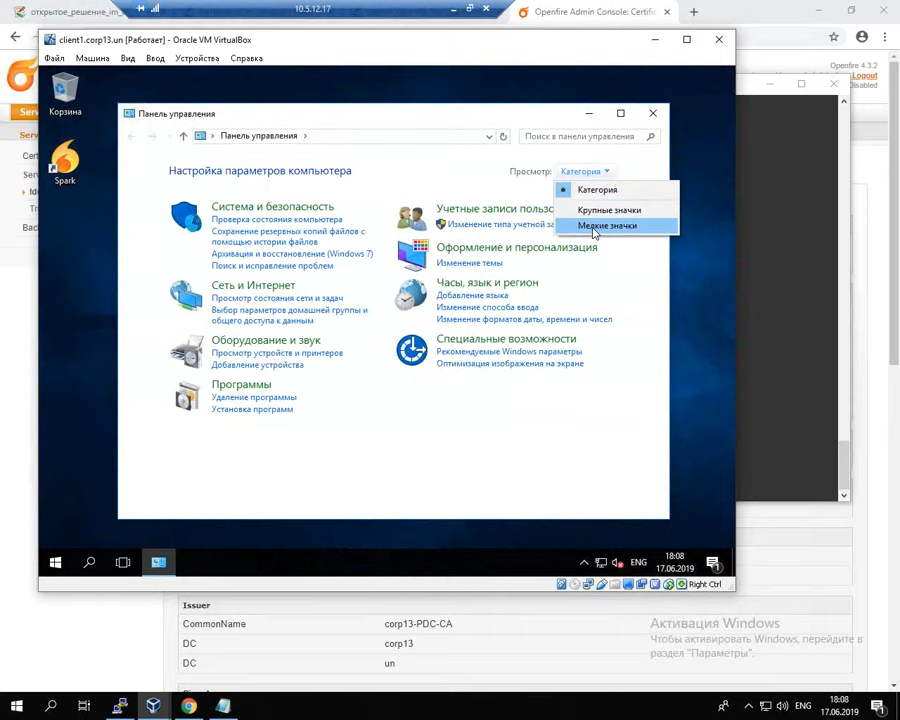 открытое_решение_im_
10.5.12.17
Openfire Admin Console: Certific
client1.corp13.un [Работает] - Oracle VM VirtualBox
Openfire 4.3.2
Logout
Файл Машина Вид Ввод Устройства Справка
Корзина
Spark
Панель управления
Панель управления
Поиск в панели управления
Настройка параметров компьютера
Просмотр: Категория
Категория
Крупные значки
Мелкие значки
Система и безопасность
Проверка состояния компьютера
Сохранение резервных копий файлов с
помощью истории файлов
Архивация и восстановление (Windows 7)
Поиск и исправление проблем
Сеть и Интернет
Просмотр состояния сети и задач
Выбор параметров домашней группы и
общего доступа к данным
Оборудование и звук
Просмотр устройств и принтеров
Добавление устройства
Программы
Удаление программы
Установка программ
Учетные записи пользо
Изменение типа учетной за
Оформление и персонализация
Изменение темы
Часы, язык и регион
Добавление языка
Изменение способа ввода
Изменение форматов даты, времени и чисел
Специальные возможности
Рекомендуемые Windows параметры
Оптимизация изображения на экране
ENG
18:08
17.06.2019
1
Right Ctrl
Issuer
CommonName corp13-PDC-CA
DC corp13
DC un
Активация Windows
Чтобы активировать Windows, перейдите в
раздел "Параметры".
ENG
18:08
17.06.2019
1